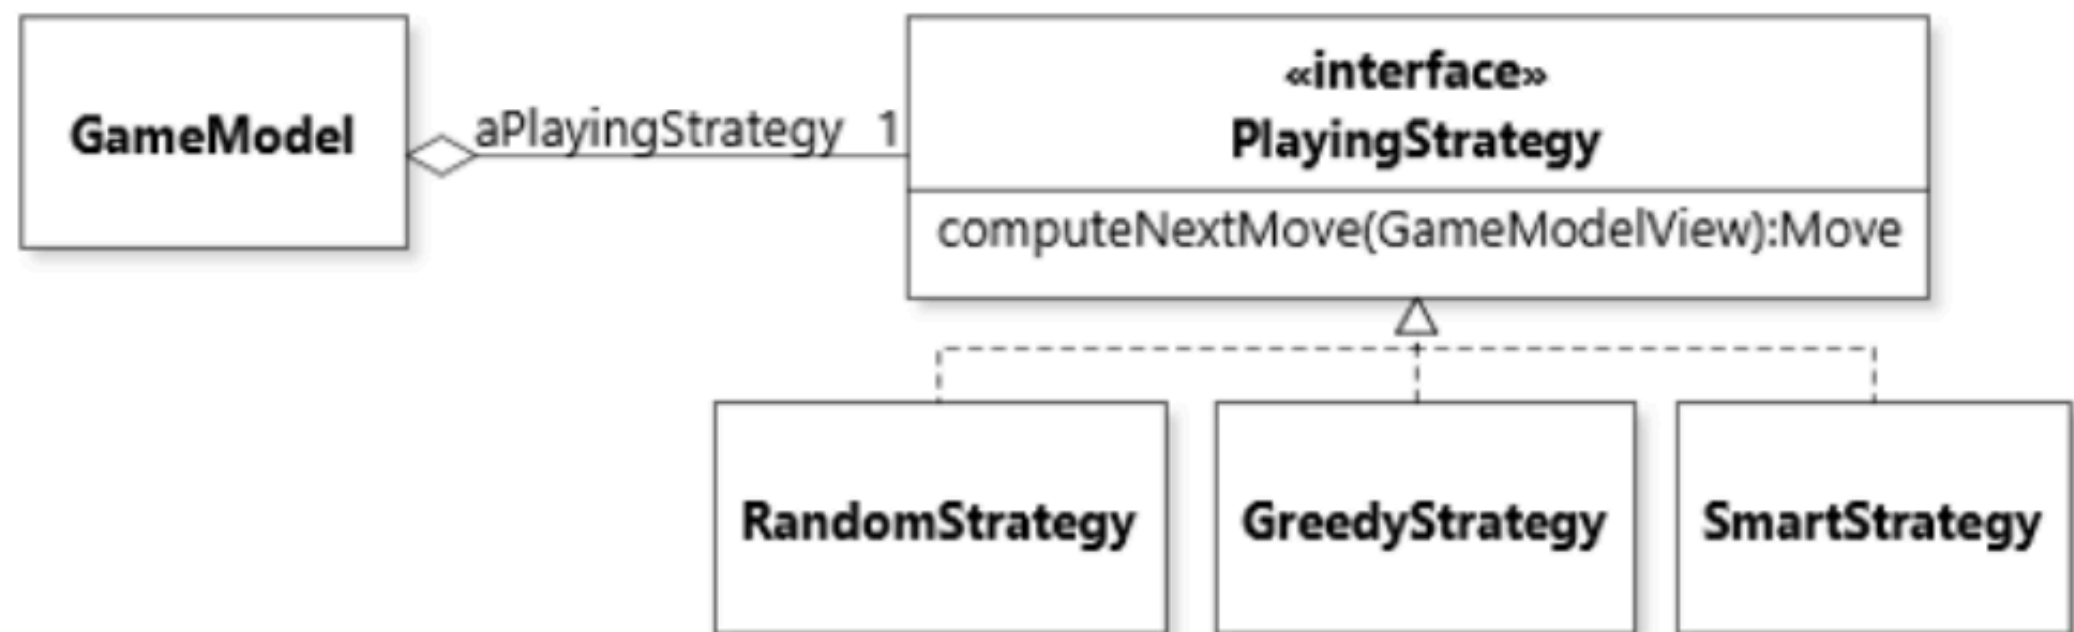 GameModel
aPlayingStrategy 1
«interface»
PlayingStrategy
computeNextMove(GameModelView):Move
RandomStrategy
GreedyStrategy
SmartStrategy